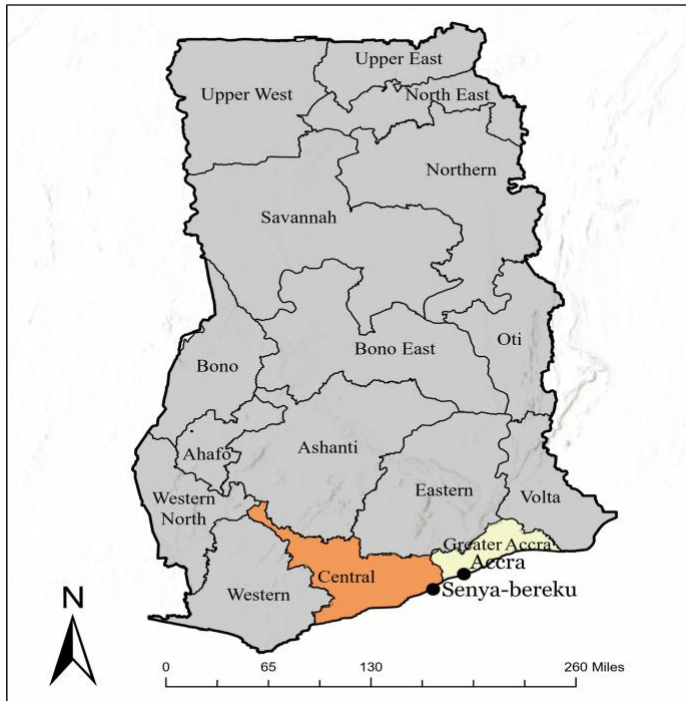 Upper East
Upper West
North East
Northern
Savannah
Oti
Bono East
Bono
Ashanti
Ahafo
Eastern
Volta
Western
North
Greater Accra
Accra
Central
Senya-bereku
Western
N
0 65 130 260 Miles